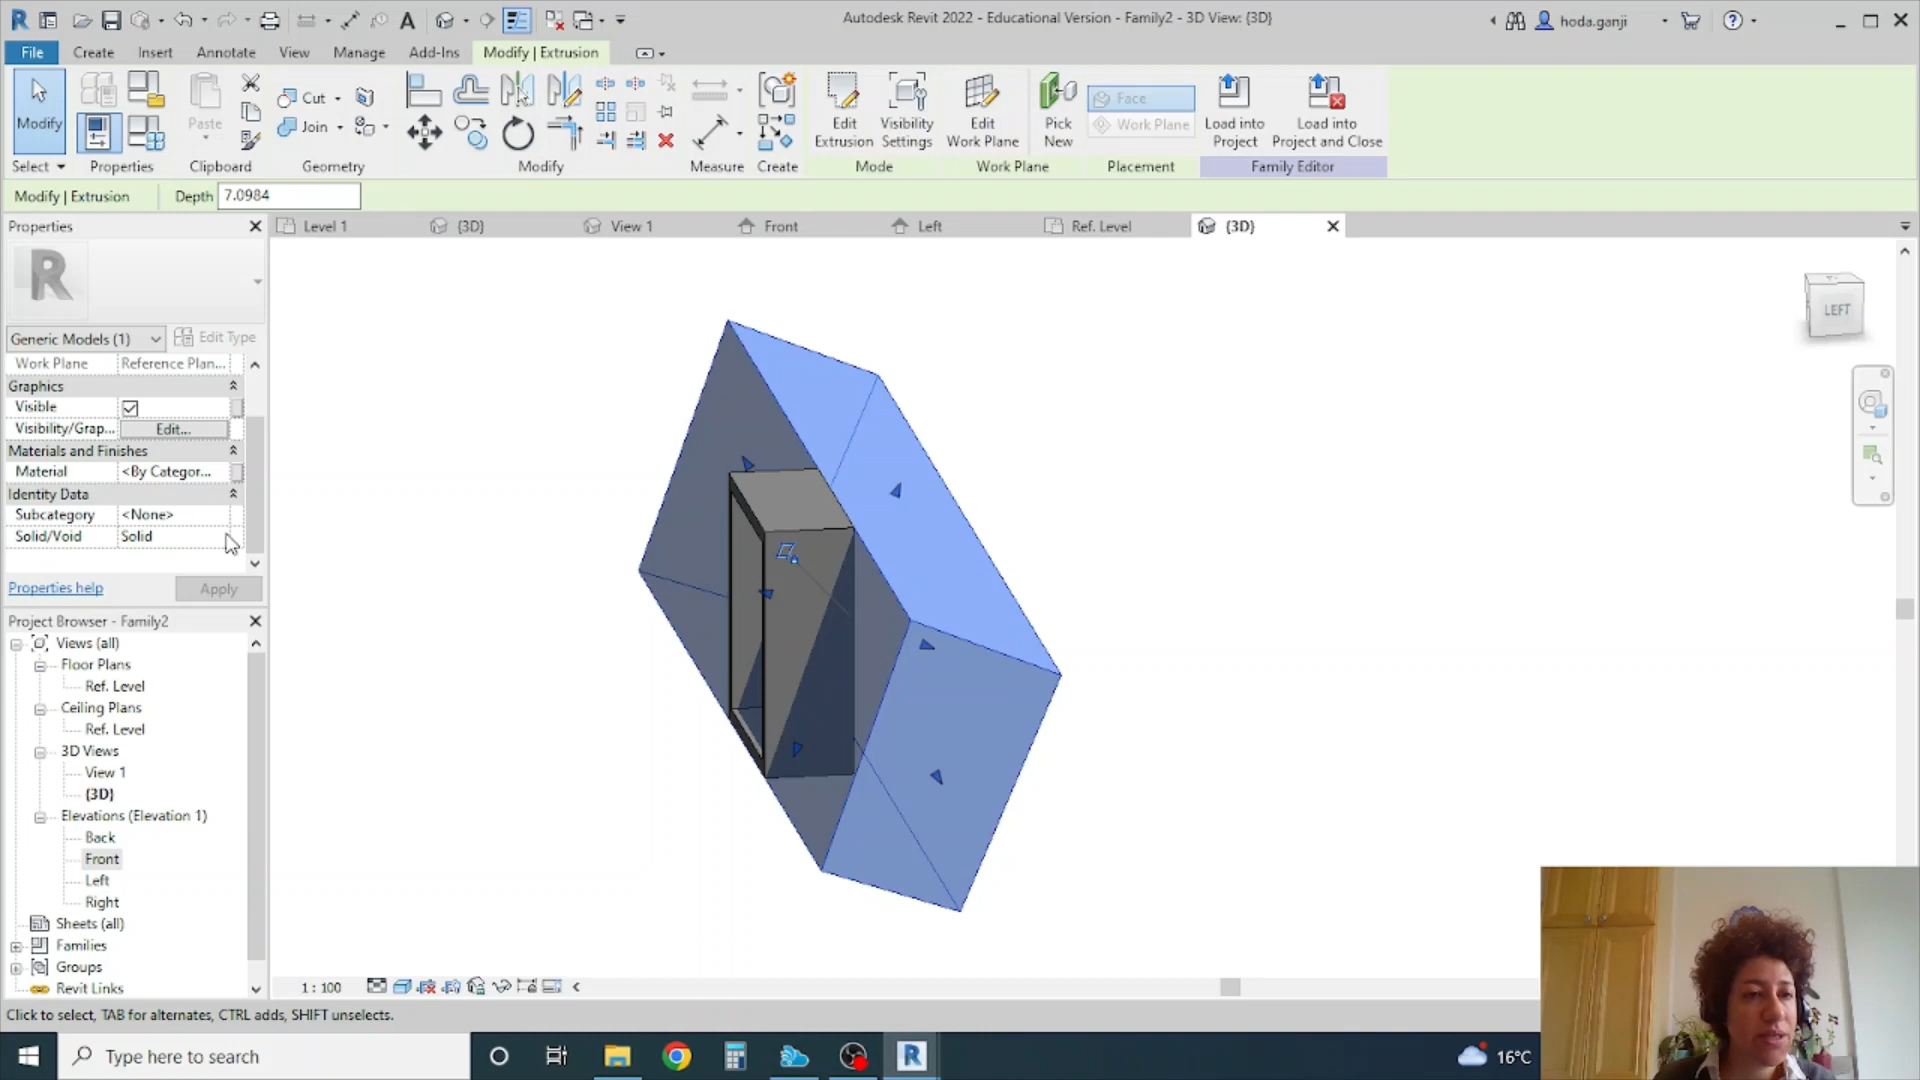 Autodesk Revit 2022 - Educational Version - Family2 - 3D View: {3D}
hoda.ganji
File Create Insert Annotate View Manage Add-Ins Modify | Extrusion
Modify
Paste
Cut
Join
Edit Extrusion
Visibility Settings
Edit Work Plane
Pick New
Face
Work Plane
Load into Project
Load into Project and Close
Select Properties Clipboard Geometry Modify Measure Create Mode Work Plane Placement Family Editor
Modify | Extrusion Depth 7.0984
Properties
Level 1 {3D} View 1 Front Left Ref. Level {3D}
R
LEFT
Generic Models (1) Edit Type
Work Plane Reference Plan...
Graphics
Visible
Visibility/Grap... Edit...
Materials and Finishes
Material <By Categor...
Identity Data
Subcategory <None>
Solid/Void Solid
Properties help Apply
Project Browser - Family2
Views (all)
Floor Plans
Ref. Level
Ceiling Plans
Ref. Level
3D Views
View 1
{3D}
Elevations (Elevation 1)
Back
Front
Left
Right
Sheets (all)
Families
Groups
Revit Links
1 : 100
Click to select, TAB for alternates, CTRL adds, SHIFT unselects.
Type here to search
16°C